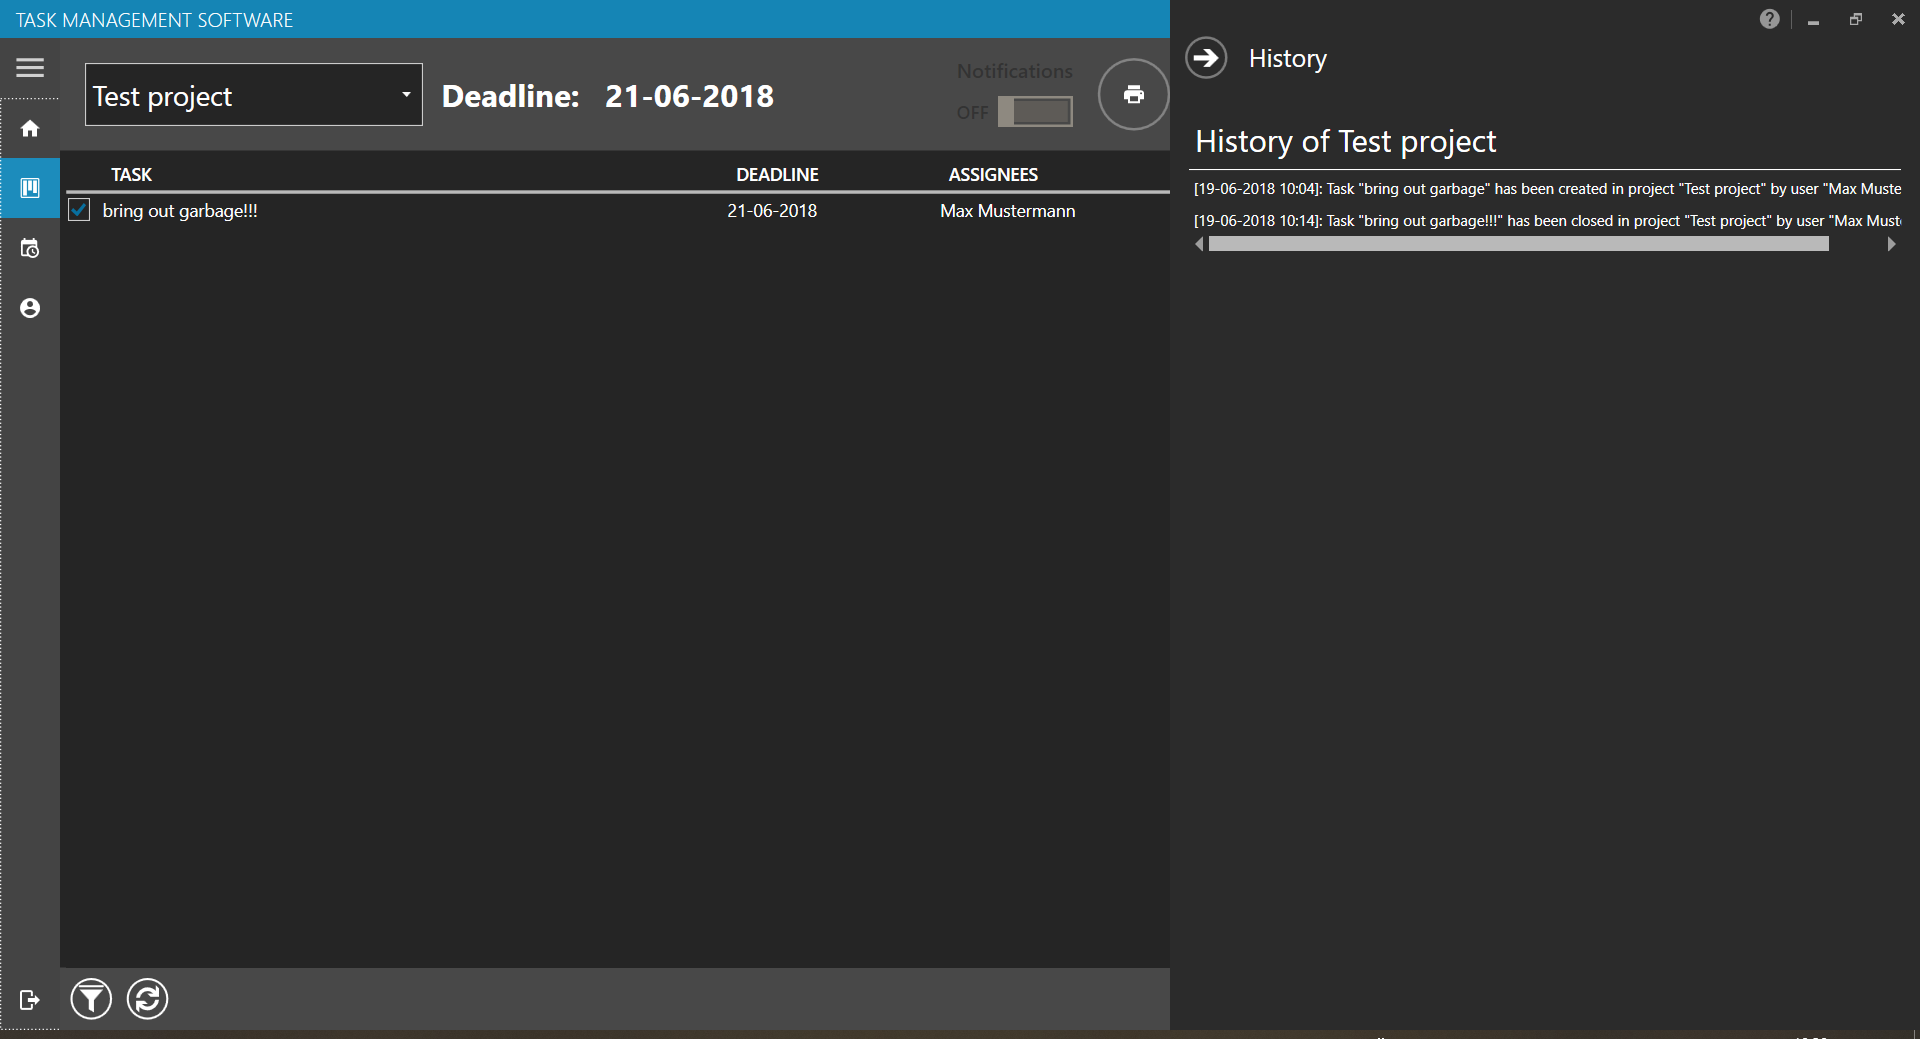 TASK MANAGEMENT SOFTWARE
Test project
Deadline: 21-06-2018
Notifications
OFF
TASK DEADLINE ASSIGNEES
bring out garbage!!! 21-06-2018 Max Mustermann
History
History of Test project
[19-06-2018 10:04]: Task "bring out garbage" has been created in project "Test project" by user "Max Muste
[19-06-2018 10:14]: Task "bring out garbage!!!" has been closed in project "Test project" by user "Max Must